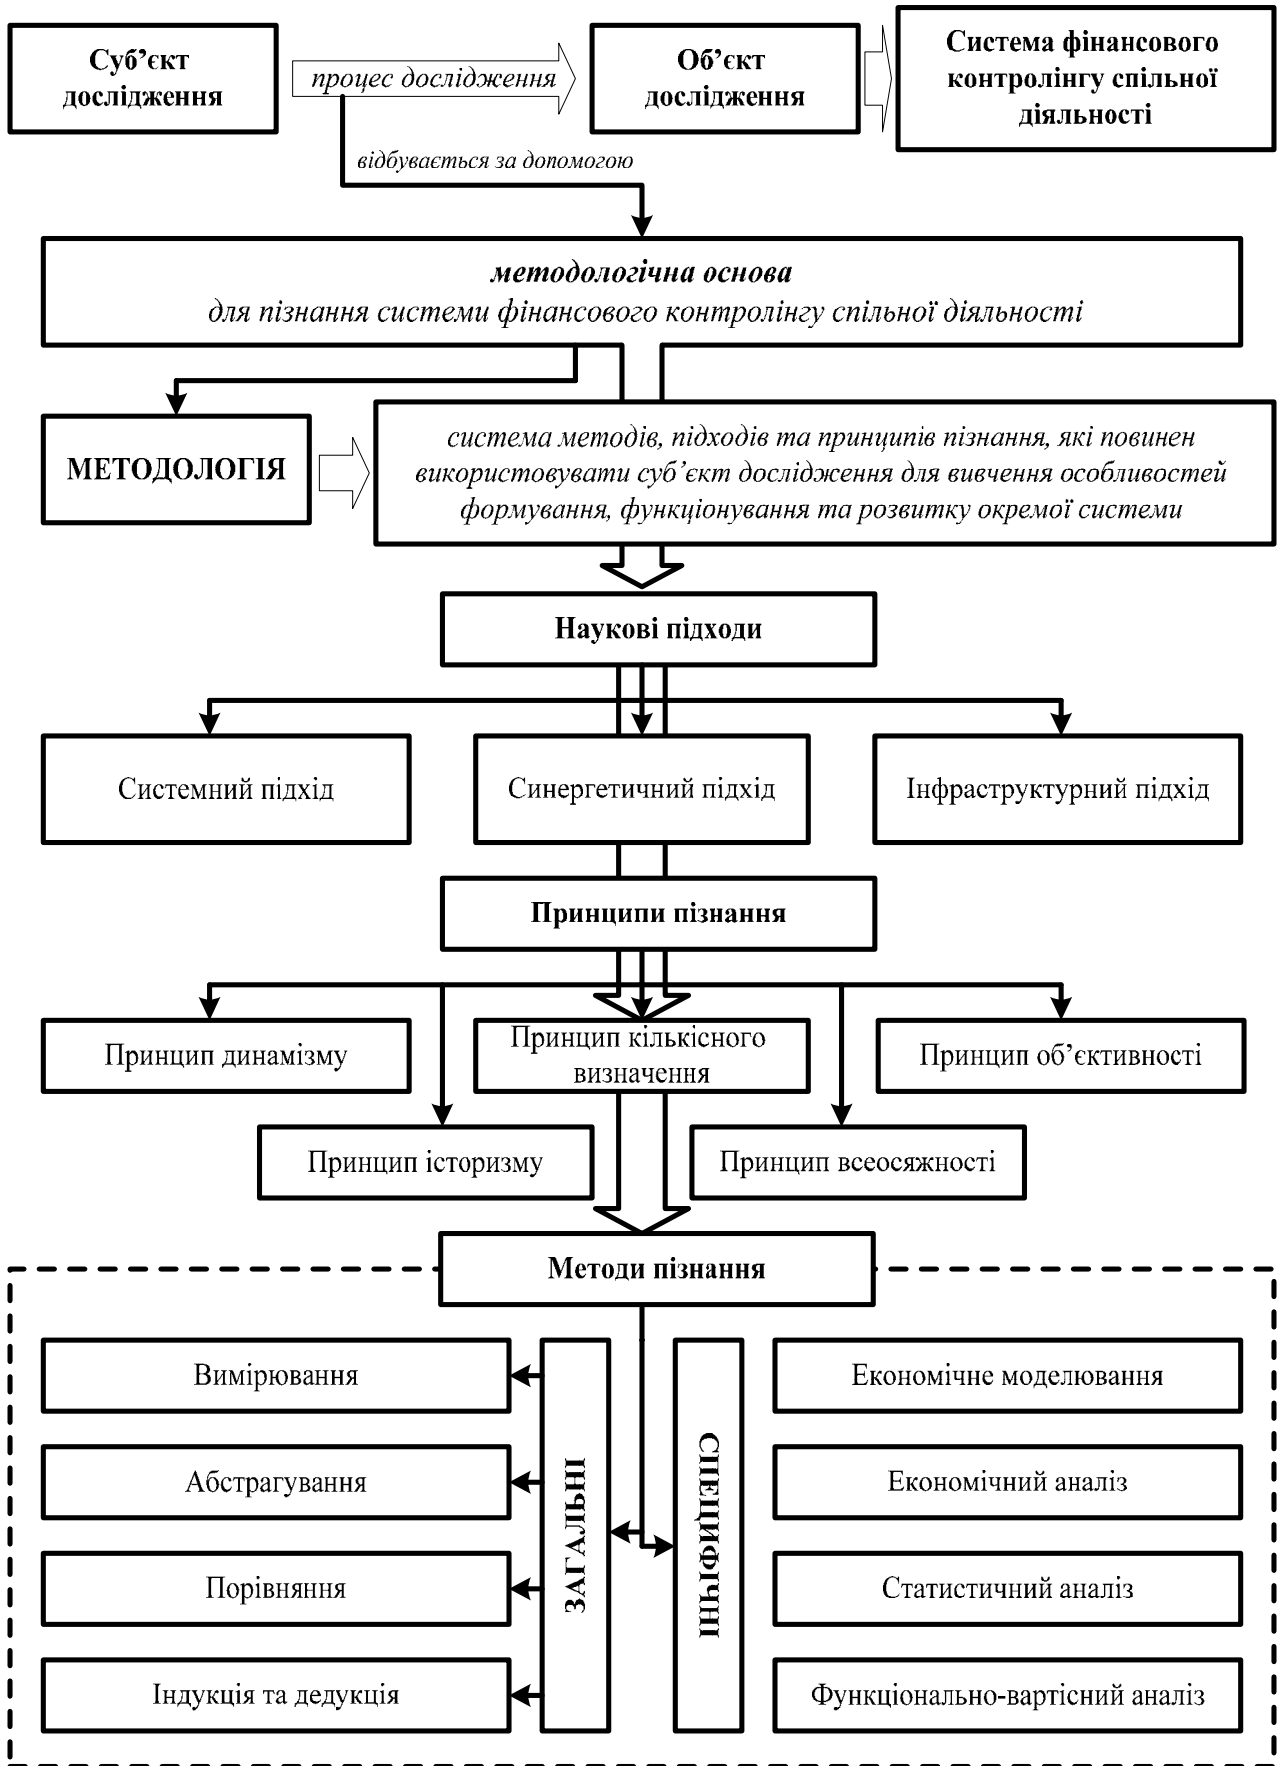 Суб’єкт
дослідження
процес дослідження
Об’єкт
дослідження
Система фінансового
контролінгу спільної
діяльності
відбувається за допомогою
методологічна основа
для пізнання системи фінансового контролінгу спільної діяльності
МЕТОДОЛОГІЯ
система методів, підходів та принципів пізнання, які повинен
використовувати суб’єкт дослідження для вивчення особливостей
формування, функціонування та розвитку окремої системи
Наукові підходи
Системний підхід
Синергетичний підхід
Інфраструктурний підхід
Принципи пізнання
Принцип динамізму
Принцип кількісного
визначення
Принцип об’єктивності
Принцип історизму
Принцип всеосяжності
Методи пізнання
ЗАГАЛЬНІ
Вимірювання
Абстрагування
Порівняння
Індукція та дедукція
СПЕЦИФІЧНІ
Економічне моделювання
Економічний аналіз
Статистичний аналіз
Функціонально-вартісний аналіз